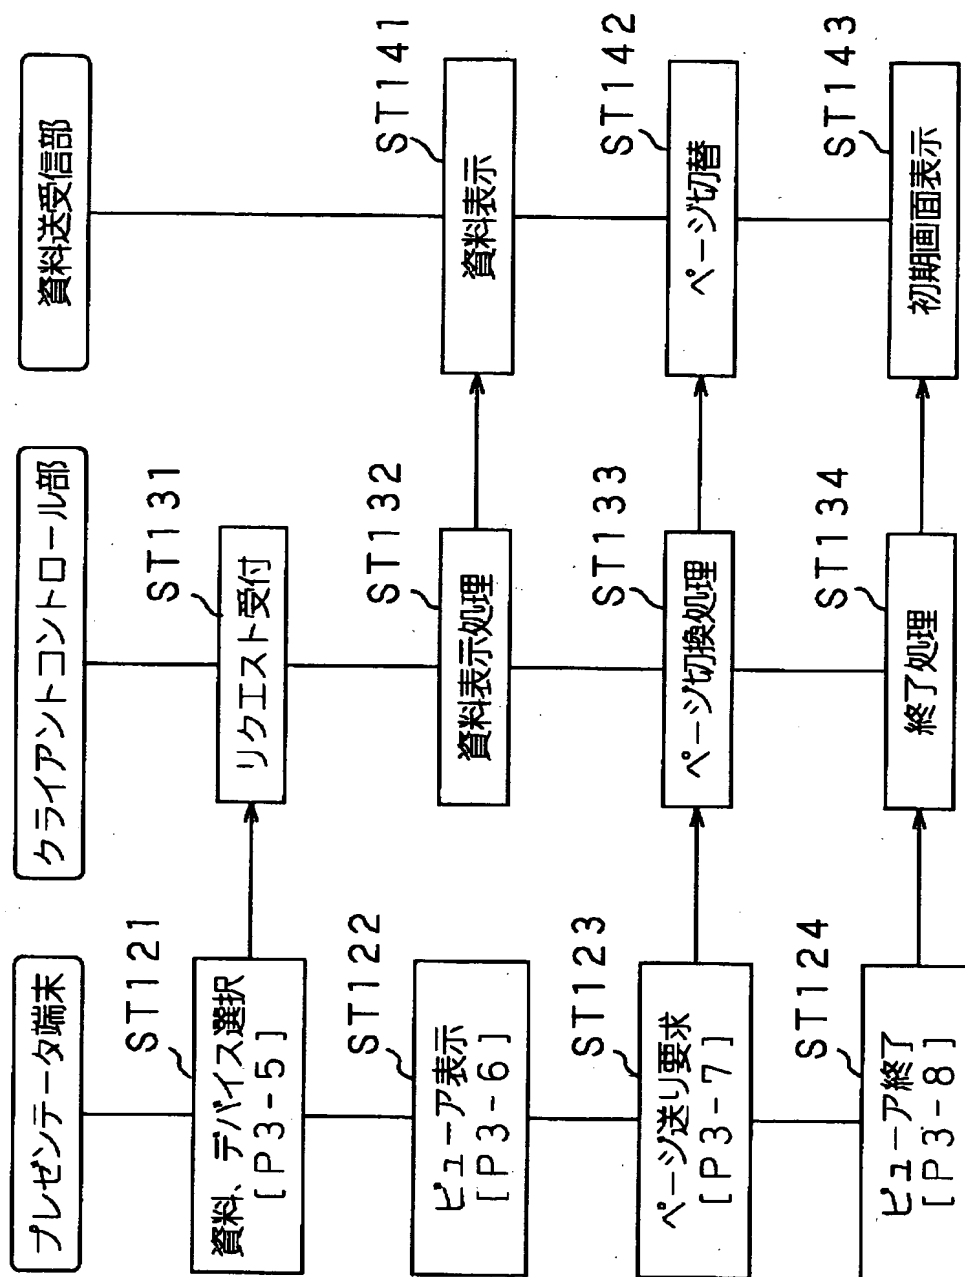 プレゼンテータ端末
クライアントコントロール部
資料送受信部
ST121
資料、デバイス選択
[P3-5]
ST131
リクエスト受付
ST122
ビューア表示
[P3-6]
ST132
資料表示処理
ST141
資料表示
ST123
ページ送り要求
[P3-7]
ST133
ページ切換処理
ST142
ページ切替
ST124
ビューア終了
[P3-8]
ST134
終了処理
ST143
初期画面表示